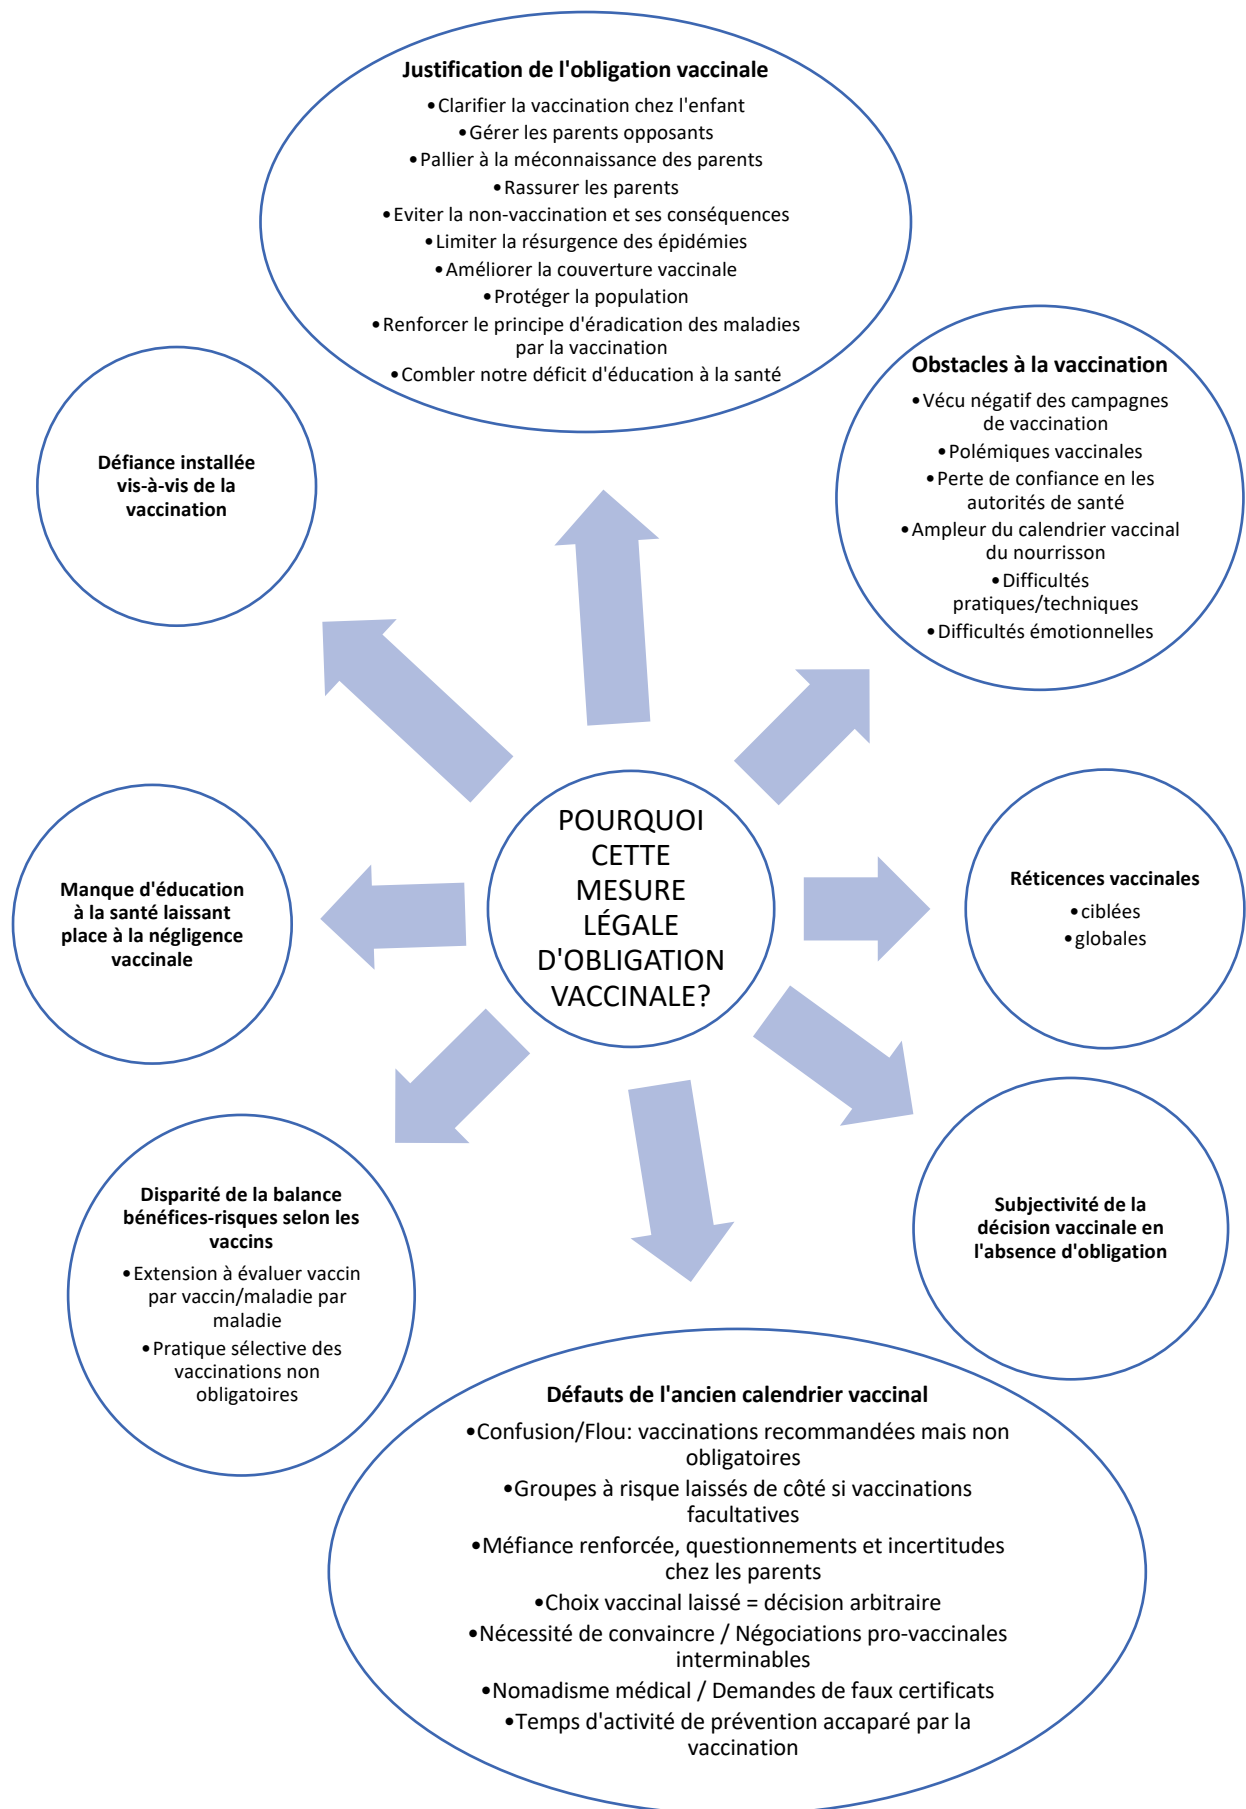 Justification de l'obligation vaccinale
•Clarifier la vaccination chez l'enfant
•Gérer les parents opposants
•Pallier à la méconnaissance des parents
•Rassurer les parents
•Eviter la non-vaccination et ses conséquences
•Limiter la résurgence des épidémies
•Améliorer la couverture vaccinale
•Protéger la population
•Renforcer le principe d'éradication des maladies
par la vaccination
•Combler notre déficit d'éducation à la santé
Obstacles à la vaccination
•Vécu négatif des campagnes
de vaccination
•Polémiques vaccinales
•Perte de confiance en les
autorités de santé
•Ampleur du calendrier vaccinal
du nourrisson
•Difficultés
pratiques/techniques
•Difficultés émotionnelles
Défiance installée
vis-à-vis de la
vaccination
POURQUOI
CETTE
MESURE
LÉGALE
D'OBLIGATION
VACCINALE?
Manque d'éducation
à la santé laissant
place à la négligence
vaccinale
Réticences vaccinales
•ciblées
•globales
Disparité de la balance
bénéfices-risques selon les
vaccins
•Extension à évaluer vaccin
par vaccin/maladie par
maladie
•Pratique sélective des
vaccinations non
obligatoires
Subjectivité de la
décision vaccinale en
l'absence d'obligation
Défauts de l'ancien calendrier vaccinal
•Confusion/Flou: vaccinations recommandées mais non
obligatoires
•Groupes à risque laissés de côté si vaccinations
facultatives
•Méfiance renforcée, questionnements et incertitudes
chez les parents
•Choix vaccinal laissé = décision arbitraire
•Nécessité de convaincre / Négociations pro-vaccinales
interminables
•Nomadisme médical / Demandes de faux certificats
•Temps d'activité de prévention accaparé par la
vaccination